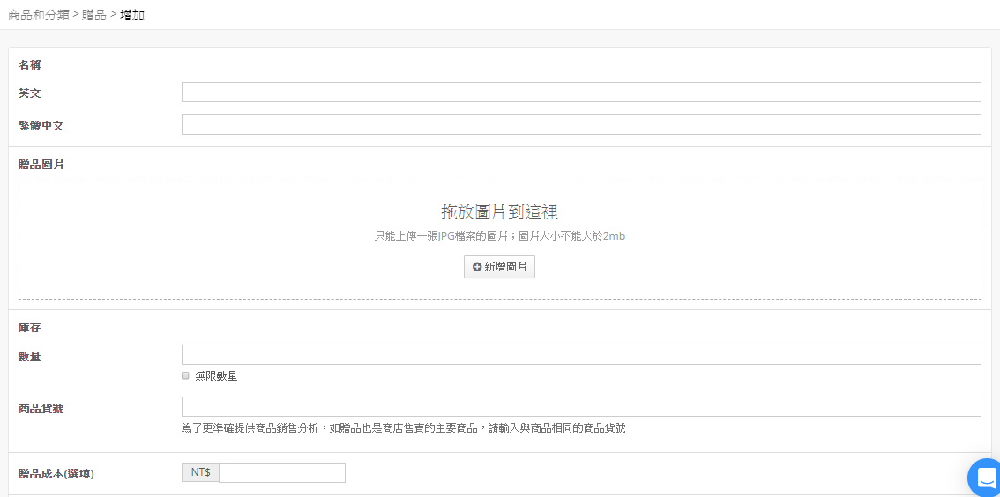 商品和分類 > 贈品 > 增加
名稱
英文
繁體中文
贈品圖片
拖放圖片到這裡
只能上傳一張JPG檔案的圖片；圖片大小不能大於2mb
新增圖片
庫存
數量
無限數量
商品貨號
為了更準確提供商品銷售分析，如贈品也是商店售賣的主要商品，請輸入與商品相同的商品貨號
贈品成本(選填)
NT$